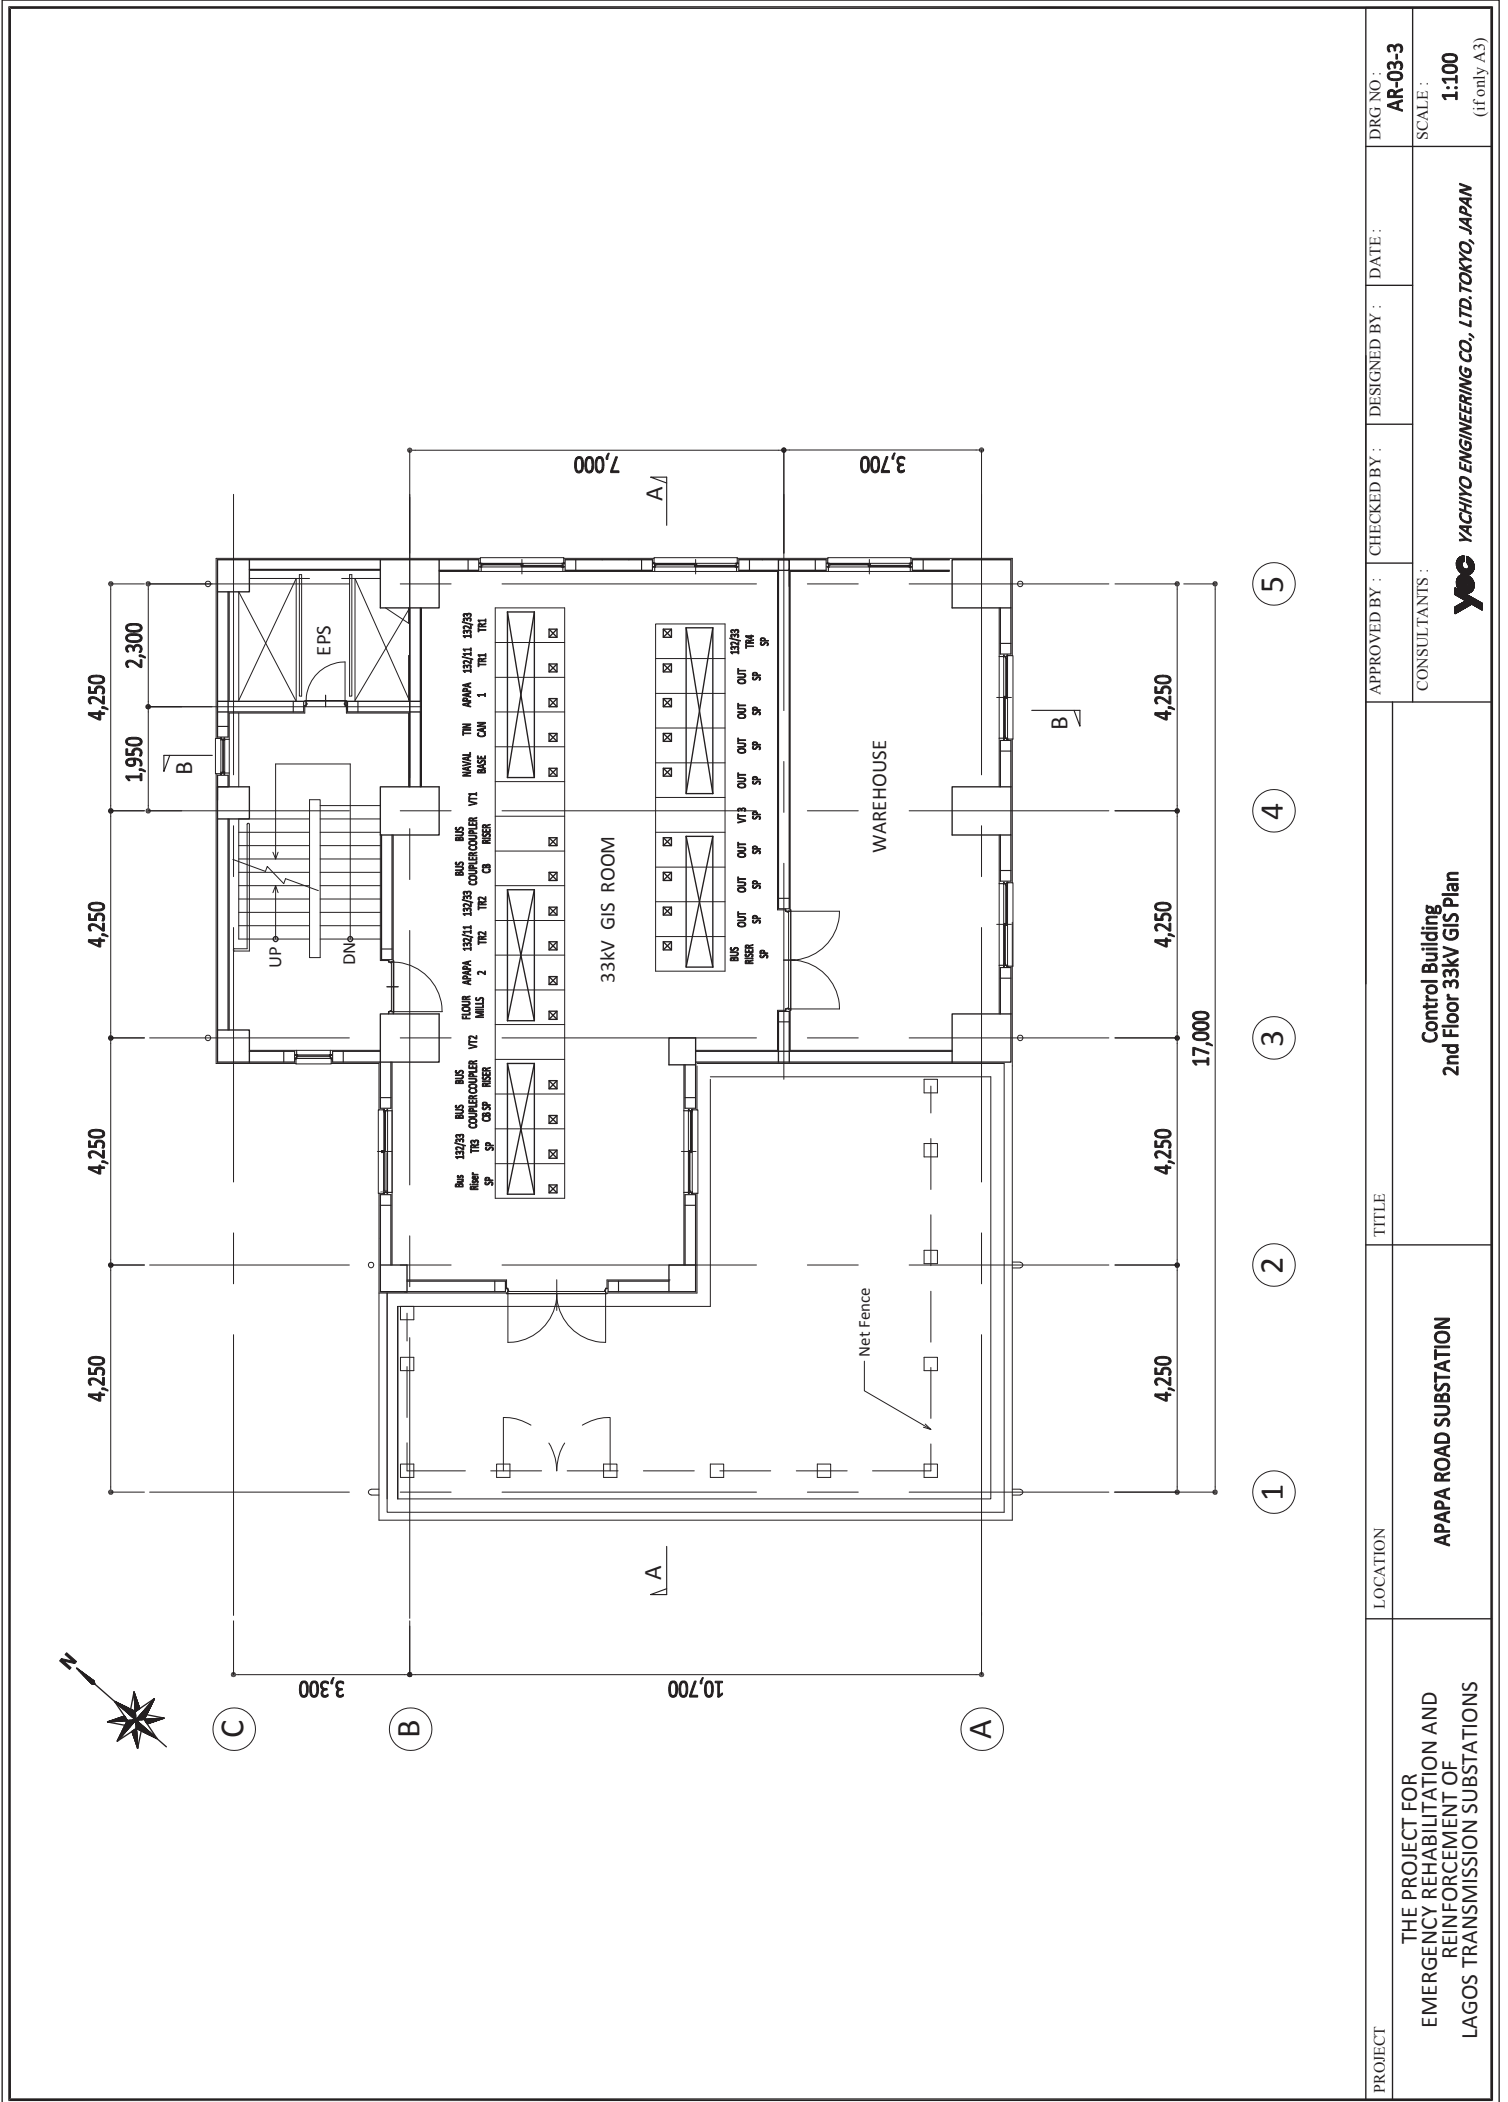 N
4,250
4,250
4,250
4,250
1,950
2,300
C
B
A
3,300
10,700
B
UP
DN
EPS
Bus
Riser
SP
132/33
TR3
SP
BUS
COUPLER
CB SP
BUS
COUPLER
RISER
VT2
FLOUR
MILLS
APAPA
2
132/11
TR2
132/33
TR2
BUS
COUPLER
CB
BUS
COUPLER
RISER
VT1
NAVAL
BASE
TIN
CAN
APAPA
1
132/11
TR1
132/33
TR1
33kV GIS ROOM
BUS
RISER
SP
OUT
SP
OUT
SP
OUT
SP
VT 3
SP
OUT
SP
OUT
SP
OUT
SP
OUT
SP
132/33
TR4
SP
A
A
7,000
3,700
WAREHOUSE
Net Fence
B
4,250
4,250
4,250
4,250
17,000
1
2
3
4
5
PROJECT
THE PROJECT FOR
EMERGENCY REHABILITATION AND
REINFORCEMENT OF
LAGOS TRANSMISSION SUBSTATIONS
LOCATION
APAPA ROAD SUBSTATION
TITLE
Control Building
2nd Floor 33kV GIS Plan
APPROVED BY :
CHECKED BY :
DESIGNED BY :
DATE :
CONSULTANTS :
yec YACHIYO ENGINEERING CO., LTD.TOKYO, JAPAN
DRG NO :
AR-03-3
SCALE :
1:100
(if only A3)